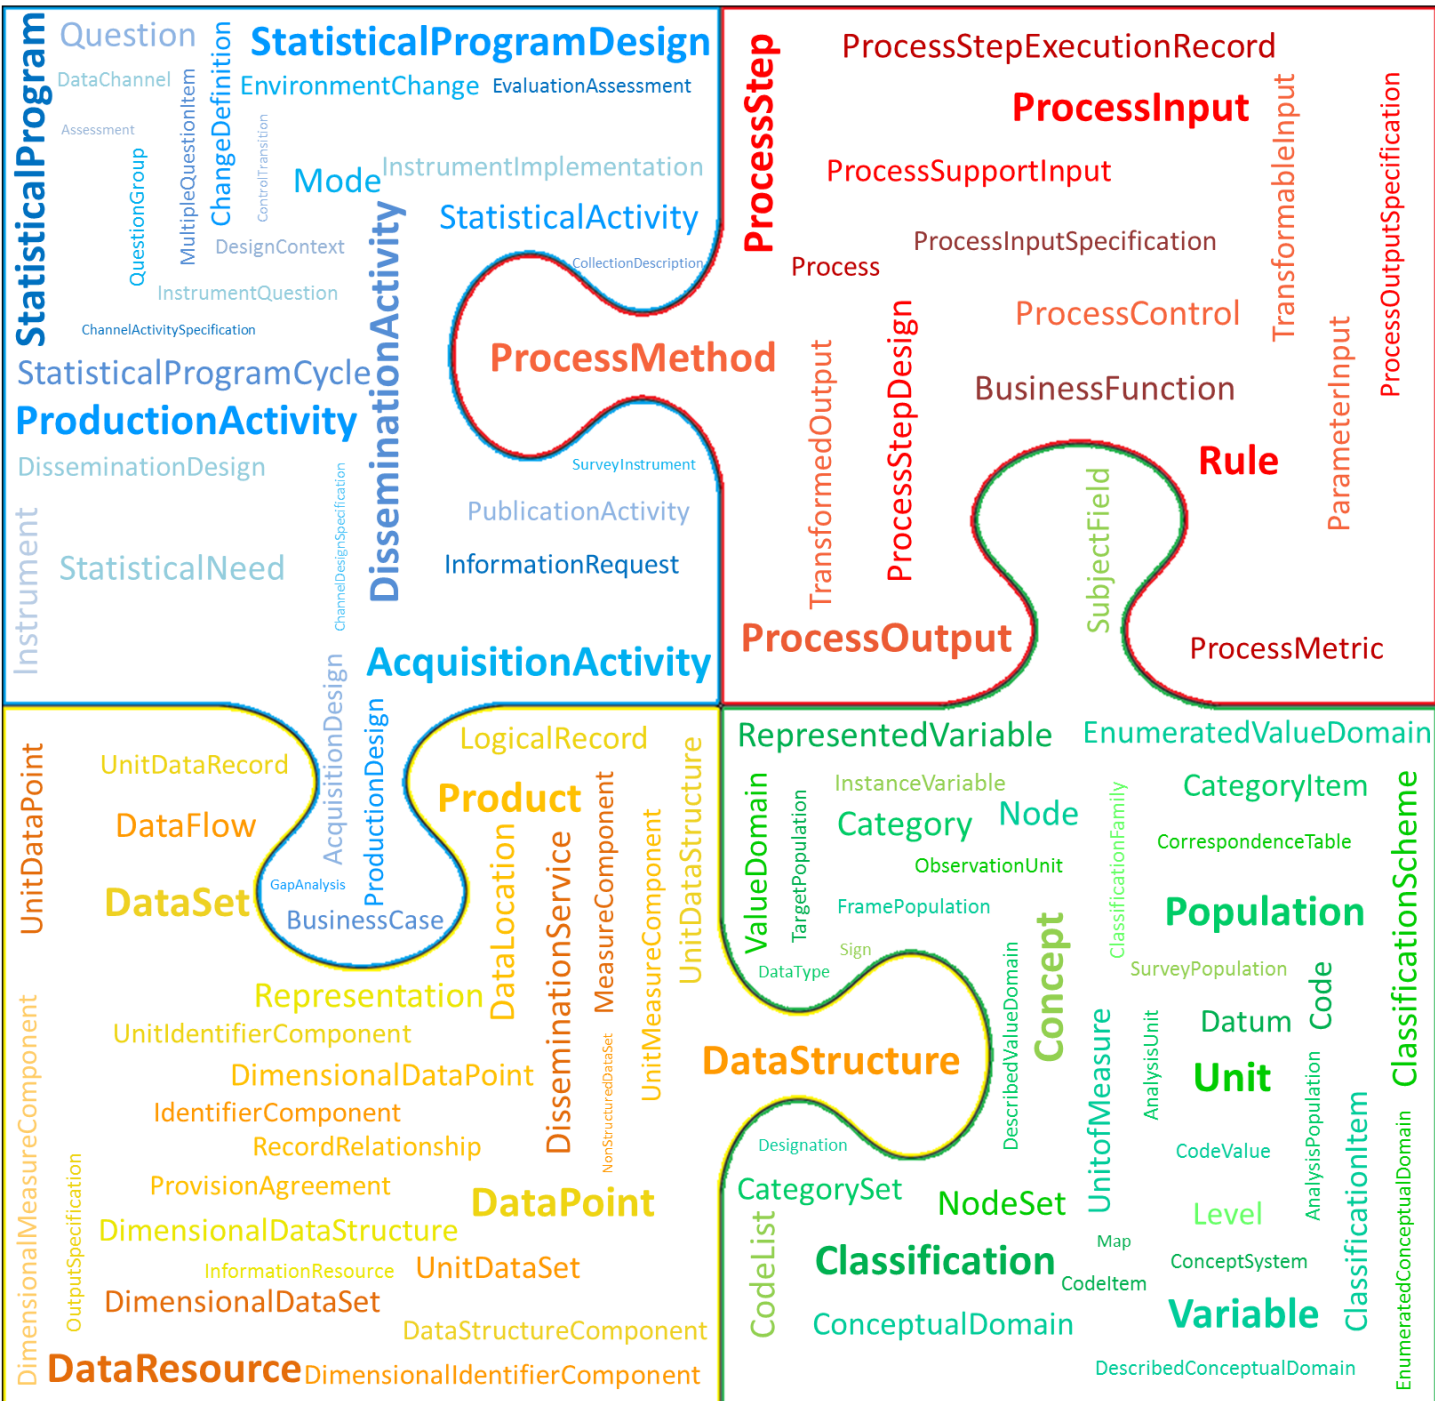 StatisticalProgram
Question
StatisticalProgramDesign
DataChannel
MultipleQuestionItem
ChangeDefinition
EnvironmentChange
EvaluationAssessment
Assessment
ControlTransition
QuestionGroup
Mode
InstrumentImplementation
StatisticalActivity
DesignContext
DisseminationActivity
CollectionDescription
InstrumentQuestion
ChannelActivitySpecification
StatisticalProgramCycle
ProductionActivity
DisseminationDesign
ChannelDesignSpecification
SurveyInstrument
PublicationActivity
Instrument
StatisticalNeed
InformationRequest
AcquisitionActivity
AcquisitionDesign
ProductionDesign
GapAnalysis
BusinessCase
ProcessStep
ProcessStepExecutionRecord
ProcessInput
TransformableInput
ProcessOutputSpecification
ProcessSupportInput
ProcessInputSpecification
Process
ProcessControl
ProcessMethod
TransformedOutput
ProcessStepDesign
BusinessFunction
ParameterInput
Rule
ProcessOutput
ProcessMetric
UnitDataPoint
UnitDataRecord
LogicalRecord
DataFlow
Product
DataSet
DataLocation
DisseminationService
MeasureComponent
UnitMeasureComponent
UnitDataStructure
Representation
UnitIdentifierComponent
DimensionalMeasureComponent
DimensionalDataPoint
NonStructuredDataSet
IdentifierComponent
RecordRelationship
OutputSpecification
ProvisionAgreement
DataPoint
DimensionalDataStructure
InformationResource
UnitDataSet
DimensionalDataSet
DataStructureComponent
DataResource
DimensionalIdentifierComponent
DataStructure
SubjectField
RepresentedVariable
EnumeratedValueDomain
ValueDomain
TargetPopulation
InstanceVariable
Category
Node
ClassificationFamily
CategoryItem
ClassificationScheme
CorrespondenceTable
ObservationUnit
FramePopulation
Population
Sign
DataType
DescribedValueDomain
Concept
SurveyPopulation
Code
Datum
UnitofMeasure
AnalysisUnit
Unit
AnalysisPopulation
Designation
CodeValue
ClassificationItem
EnumeratedConceptualDomain
CategorySet
NodeSet
Level
CodeList
Classification
Map
ConceptSystem
CodeItem
ConceptualDomain
Variable
DescribedConceptualDomain